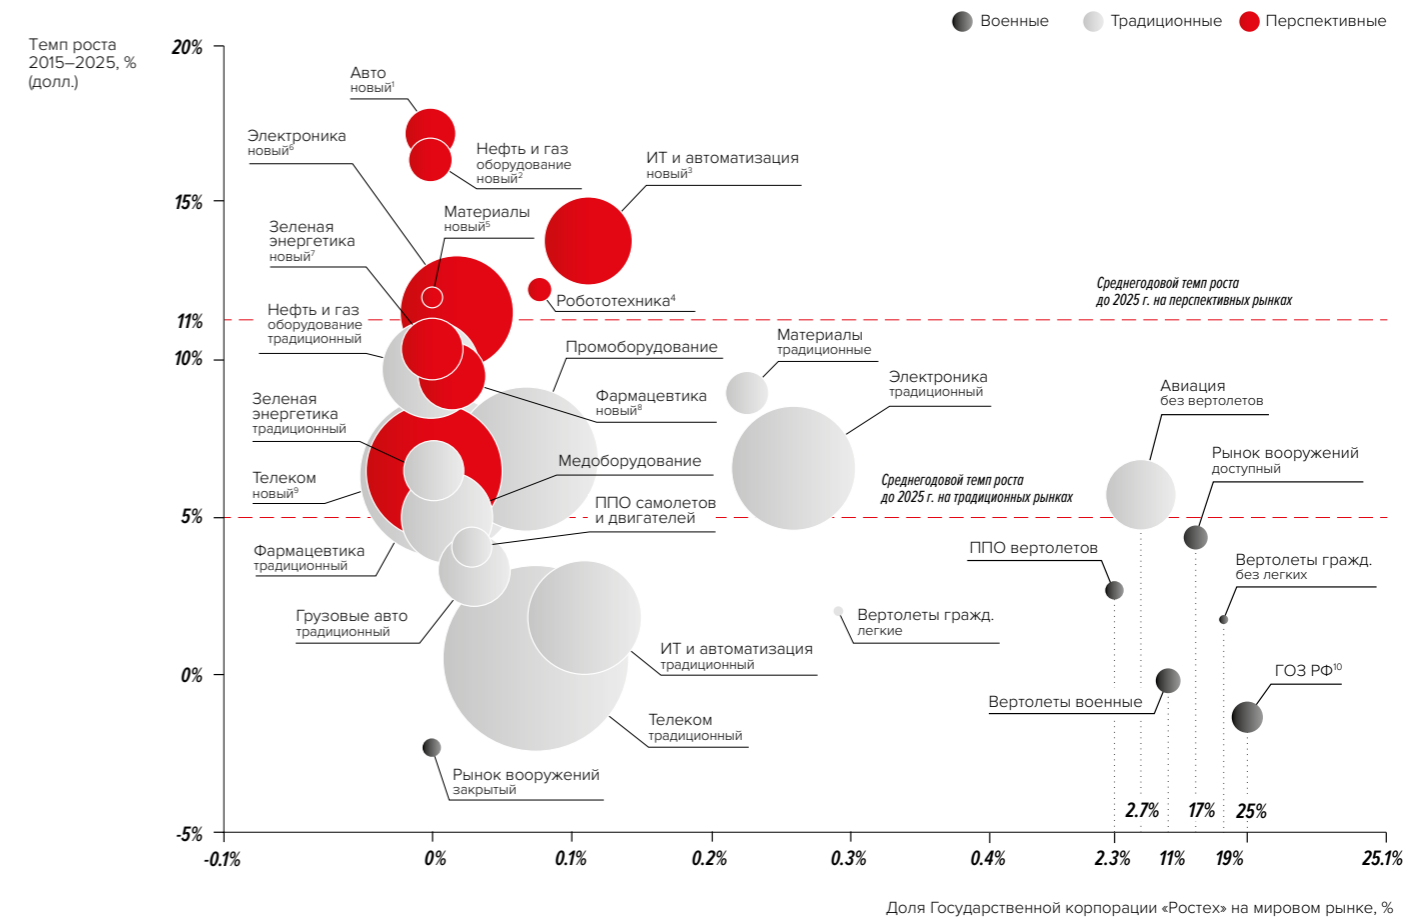 Военные
Традиционные
Перспективные
Темп роста
2015–2025, %
(долл.)
20%
15%
11%
10%
5%
0%
-5%
Авто
новый¹
Электроника
новый⁶
Нефть и газ
оборудование
новый²
ИТ и автоматизация
новый³
Материалы
новый⁵
Зеленая
энергетика
новый⁷
Робототехника⁴
Среднегодовой темп роста
до 2025 г. на перспективных рынках
Нефть и газ
оборудование
традиционный
Промоборудование
Материалы
традиционные
Электроника
традиционный
Авиация
без вертолетов
Фармацевтика
новый⁸
Зеленая
энергетика
традиционный
Медоборудование
Рынок вооружений
доступный
Телеком
новый⁹
Среднегодовой темп роста
до 2025 г. на традиционных рынках
ППО самолетов
и двигателей
ППО вертолетов
Фармацевтика
традиционный
Вертолеты гражд.
без легких
Грузовые авто
традиционный
Вертолеты гражд.
легкие
ИТ и автоматизация
традиционный
ГОЗ РФ¹⁰
Вертолеты военные
Телеком
традиционный
Рынок вооружений
закрытый
2.7%
17%
25%
-0.1%
0%
0.1%
0.2%
0.3%
0.4%
2.3%
11%
19%
25.1%
Доля Государственной корпорации «Ростех» на мировом рынке, %